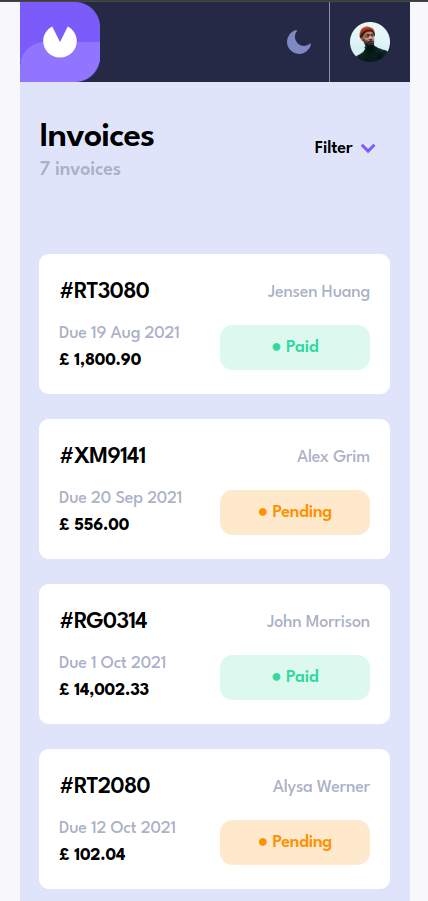 Invoices
7 invoices
Filter
#RT3080
Jensen Huang
Due 19 Aug 2021
£ 1,800.90
Paid
#XM9141
Alex Grim
Due 20 Sep 2021
£ 556.00
Pending
#RG0314
John Morrison
Due 1 Oct 2021
£ 14,002.33
Paid
#RT2080
Alysa Werner
Due 12 Oct 2021
£ 102.04
Pending